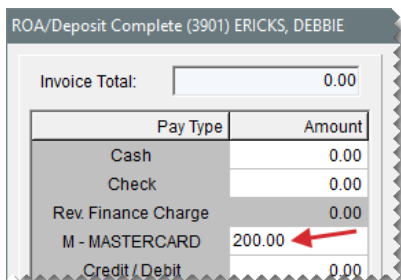 ROA/Deposit Complete (3901) ERICKS, DEBBIE
Invoice Total: 0.00
Pay Type Amount
Cash 0.00
Check 0.00
Rev. Finance Charge 0.00
M - MASTERCARD 200.00
Credit / Debit 0.00